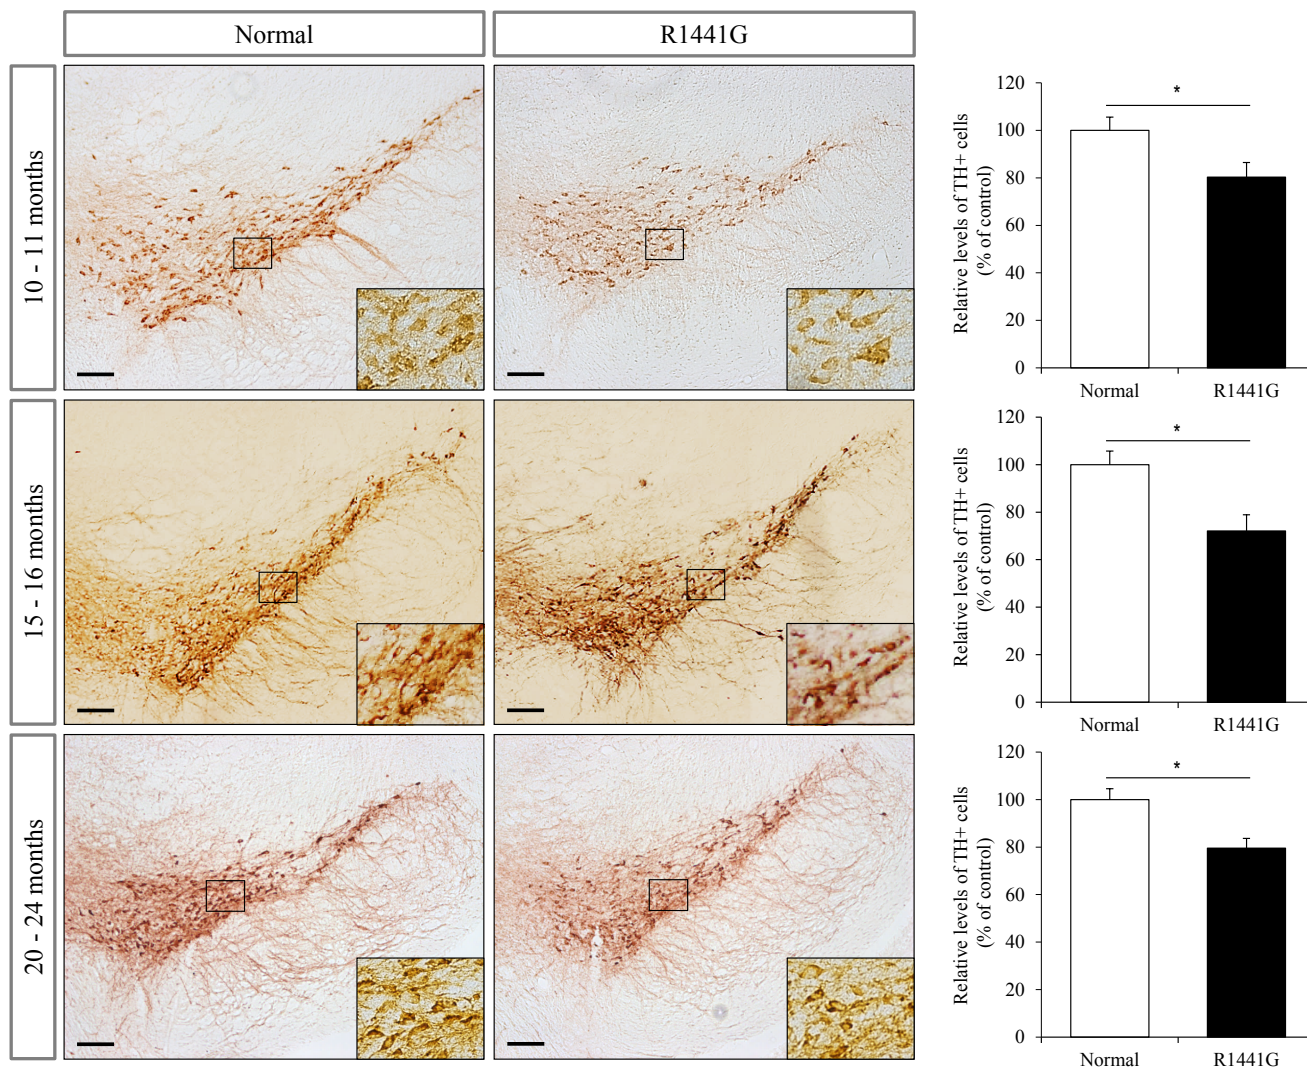 Normal
R1441G
10 - 11 months
Relative levels of TH+ cells
(% of control)
120
100
80
60
40
20
0
*
Normal
R1441G
15 - 16 months
Relative levels of TH+ cells
(% of control)
120
100
80
60
40
20
0
*
Normal
R1441G
20 - 24 months
Relative levels of TH+ cells
(% of control)
120
100
80
60
40
20
0
*
Normal
R1441G